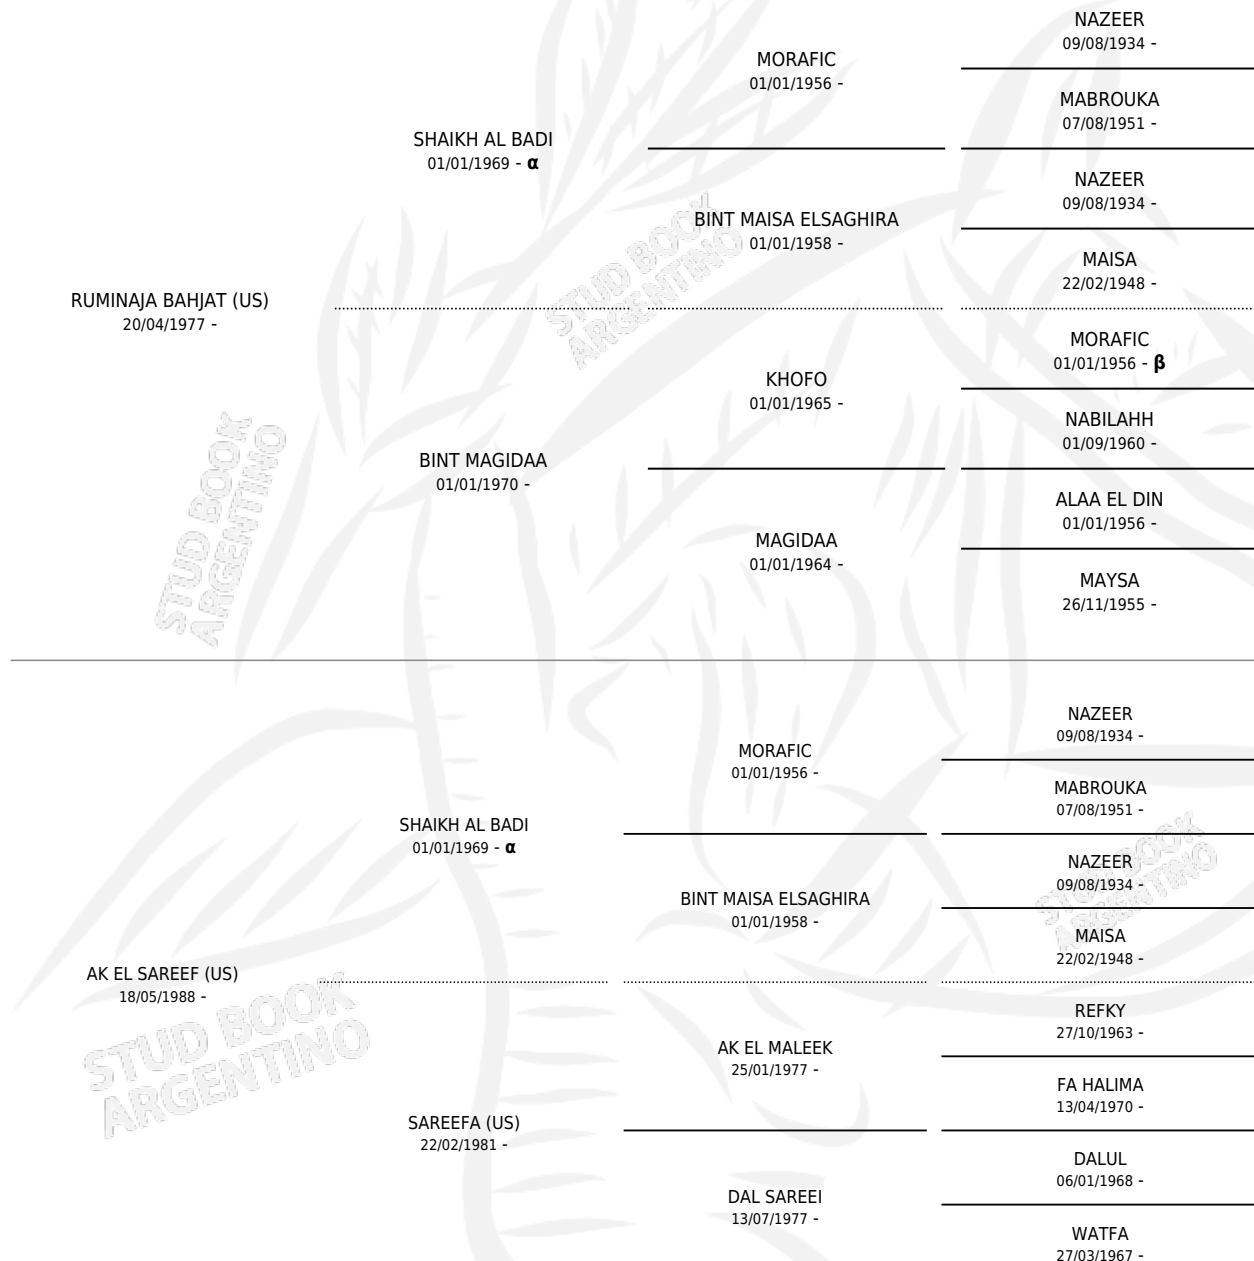 NAZEER
09/08/1934 -
MORAFIC
01/01/1956 -
MABROUKA
07/08/1951 -
SHAIKH AL BADI
01/01/1969 - α
NAZEER
09/08/1934 -
BINT MAISA ELSAGHIRA
01/01/1958 -
MAISA
22/02/1948 -
RUMINAJA BAHJAT (US)
20/04/1977 -
MORAFIC
01/01/1956 - β
KHOFO
01/01/1965 -
NABILAHH
01/09/1960 -
BINT MAGIDAA
01/01/1970 -
ALAA EL DIN
01/01/1956 -
MAGIDAA
01/01/1964 -
MAYSA
26/11/1955 -
STUD BOOK
ARGENTINO
STUD BOOK
ARGENTINO
NAZEER
09/08/1934 -
MORAFIC
01/01/1956 -
MABROUKA
07/08/1951 -
SHAIKH AL BADI
01/01/1969 - α
NAZEER
09/08/1934 -
BINT MAISA ELSAGHIRA
01/01/1958 -
MAISA
22/02/1948 -
AK EL SAREEF (US)
18/05/1988 -
REFKY
27/10/1963 -
AK EL MALEEK
25/01/1977 -
FA HALIMA
13/04/1970 -
SAREEFA (US)
22/02/1981 -
DALUL
06/01/1968 -
DAL SAREEI
13/07/1977 -
WATFA
27/03/1967 -
STUD BOOK
ARGENTINO
STUD BOOK
ARGENTINO